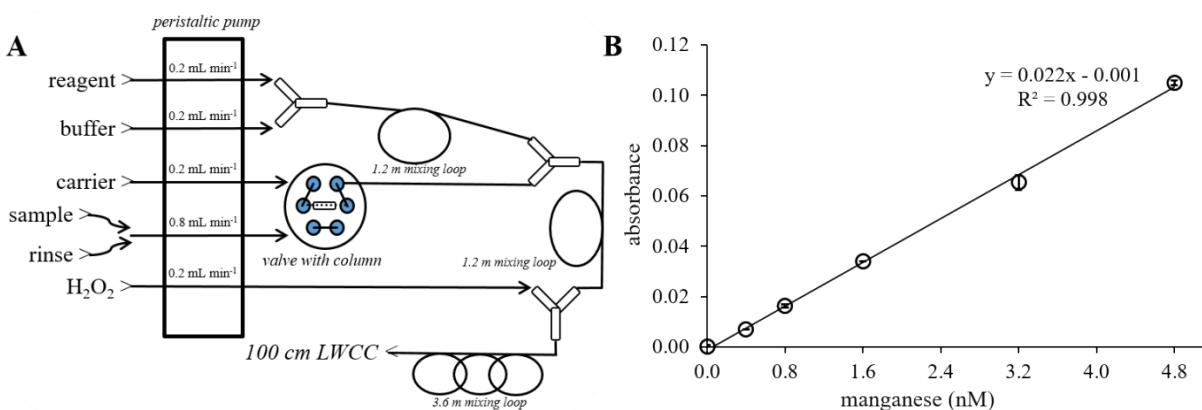 A
peristaltic pump
reagent
0.2 mL min⁻¹
buffer
0.2 mL min⁻¹
carrier
0.2 mL min⁻¹
sample
0.8 mL min⁻¹
rinse
H₂O₂
0.2 mL min⁻¹
1.2 m mixing loop
valve with column
1.2 m mixing loop
100 cm LWCC
3.6 m mixing loop
B
y = 0.022x - 0.001
R² = 0.998
absorbance
0.12
0.10
0.08
0.06
0.04
0.02
0.00
0.0 0.8 1.6 2.4 3.2 4.0 4.8
manganese (nM)